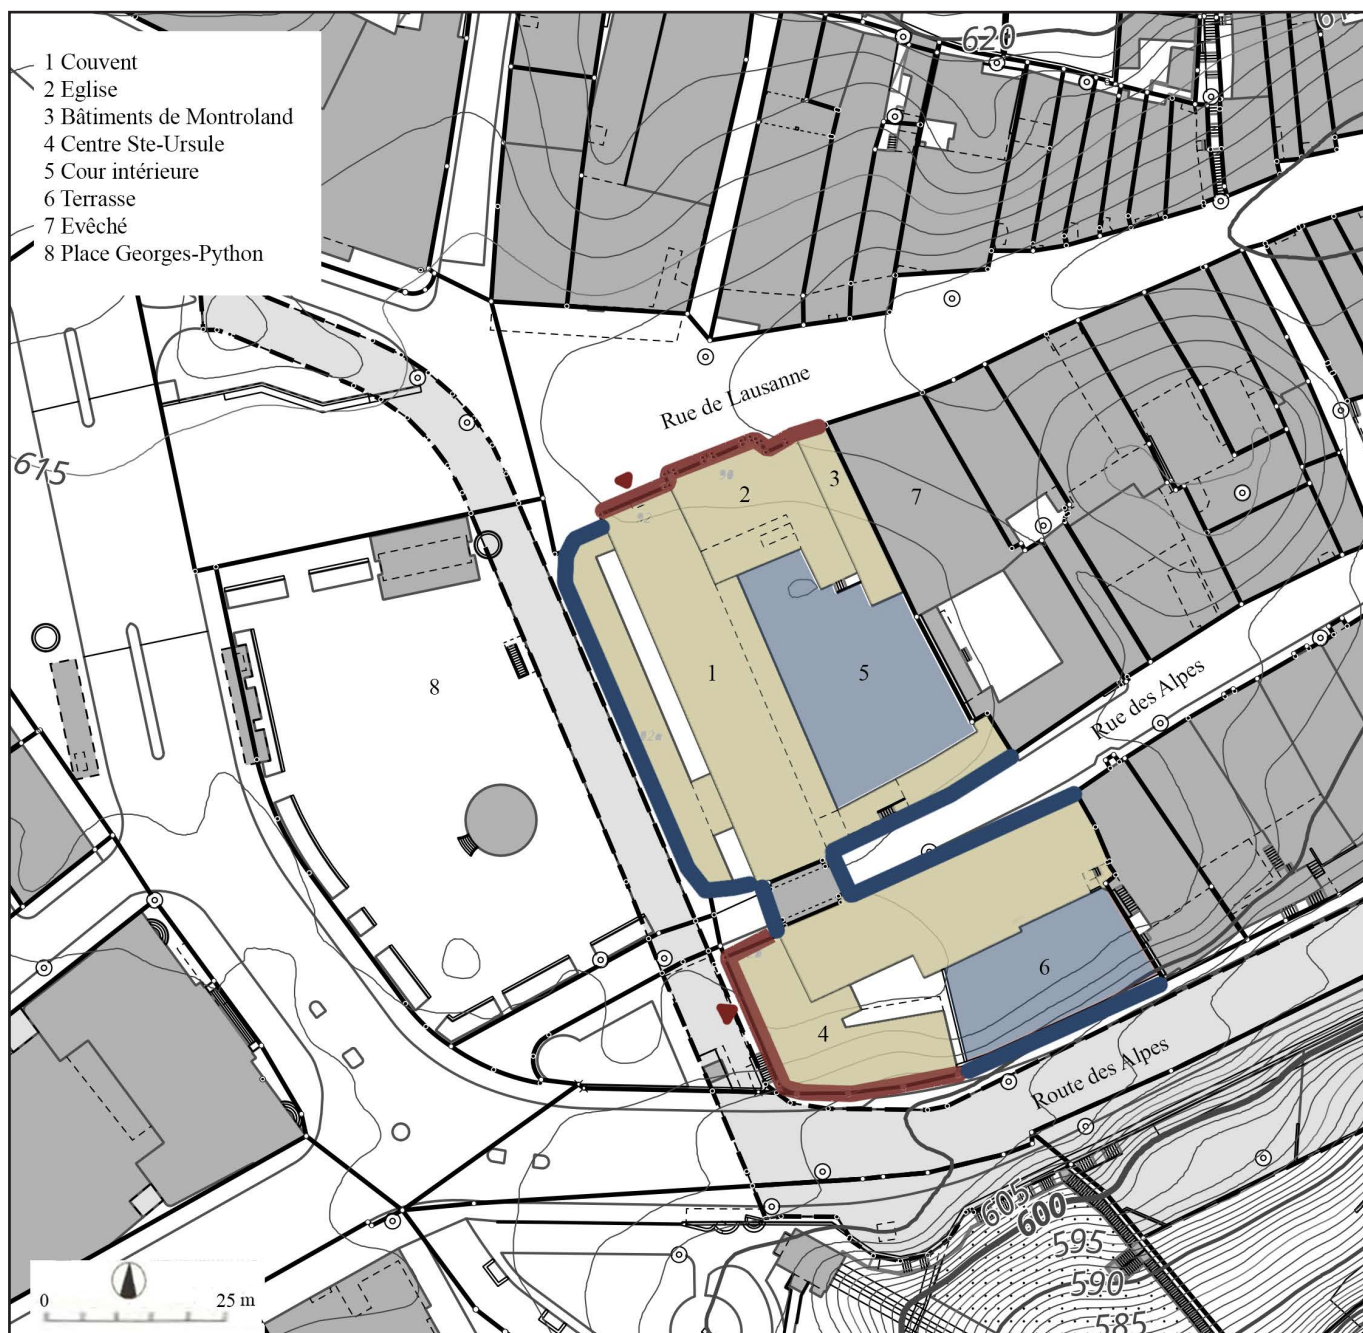 1 Couvent
2 Eglise
3 Bâtiments de Montroland
4 Centre Ste-Ursule
5 Cour intérieure
6 Terrasse
7 Evêché
8 Place Georges-Python
620
615
Rue de Lausanne
2
3
7
1
5
8
Rue des Alpes
6
4
Route des Alpes
605
600
595
590
585
0 25 m